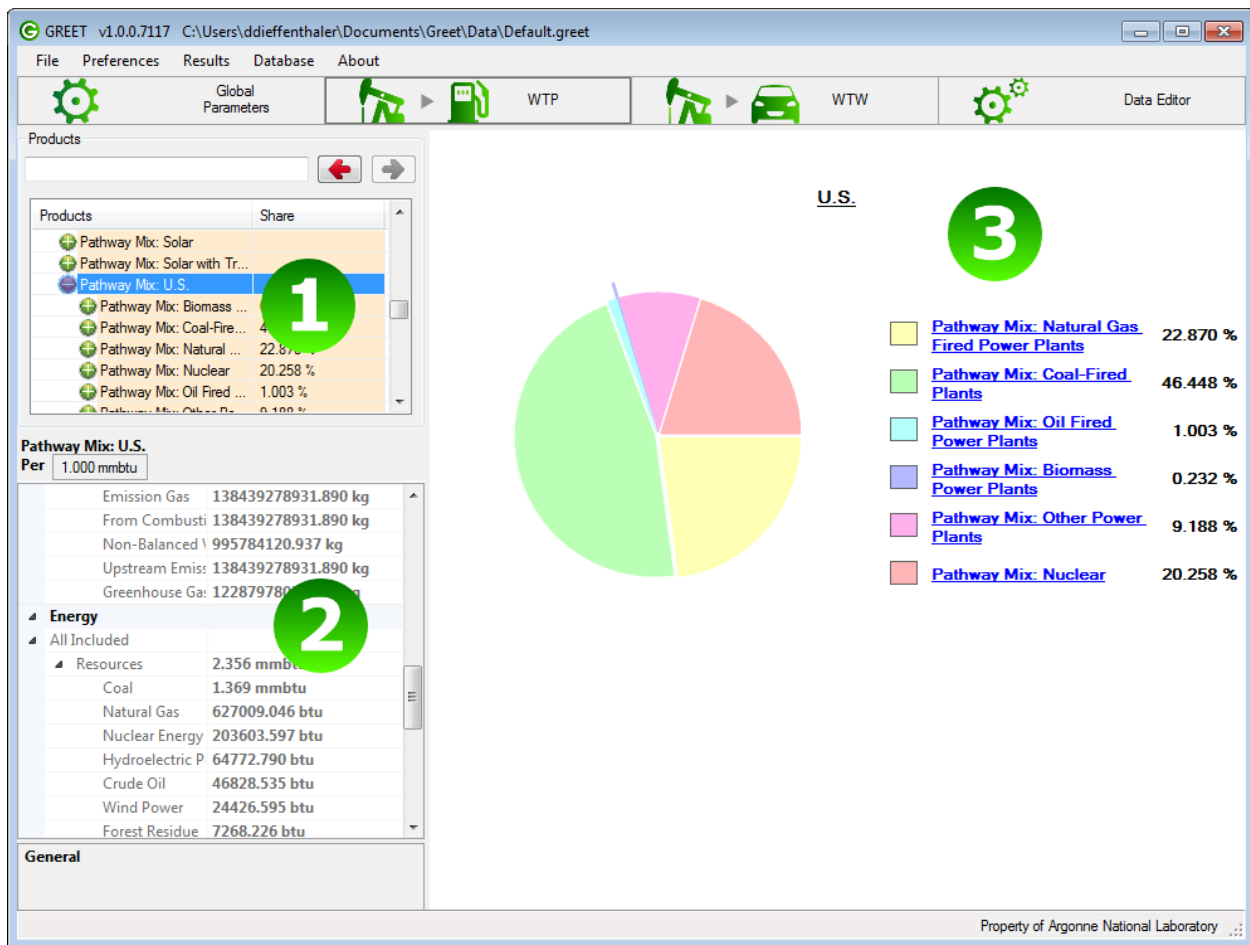 GREET v1.0.0.7117 C:\Users\ddieffenthaler\Documents\Greet\Data\Default.greet
File Preferences Results Database About
Global Parameters
WTP
WTW
Data Editor
Products
Products Share
Pathway Mix: Solar
Pathway Mix: Solar with Tr...
Pathway Mix: U.S.
Pathway Mix: Biomass ...
Pathway Mix: Coal-Fire... 4
Pathway Mix: Natural ... 22.870 %
Pathway Mix: Nuclear 20.258 %
Pathway Mix: Oil Fired ... 1.003 %
Pathway Mix: Other Po... 9.188 %
1
Pathway Mix: U.S.
Per 1.000 mmbtu
Emission Gas 138439278931.890 kg
From Combusti 138439278931.890 kg
Non-Balanced 995784120.937 kg
Upstream Emiss 138439278931.890 kg
Greenhouse Gas
Energy
All Included
Resources 2.356 mmbtu
Coal 1.369 mmbtu
Natural Gas 627009.046 btu
Nuclear Energy 203603.597 btu
Hydroelectric P 64772.790 btu
Crude Oil 46828.535 btu
Wind Power 24426.595 btu
Forest Residue 7268.226 btu
2
General
U.S.
3
Pathway Mix: Natural Gas
Fired Power Plants 22.870 %
Pathway Mix: Coal-Fired
Plants 46.448 %
Pathway Mix: Oil Fired
Power Plants 1.003 %
Pathway Mix: Biomass
Power Plants 0.232 %
Pathway Mix: Other Power
Plants 9.188 %
Pathway Mix: Nuclear 20.258 %
Property of Argonne National Laboratory